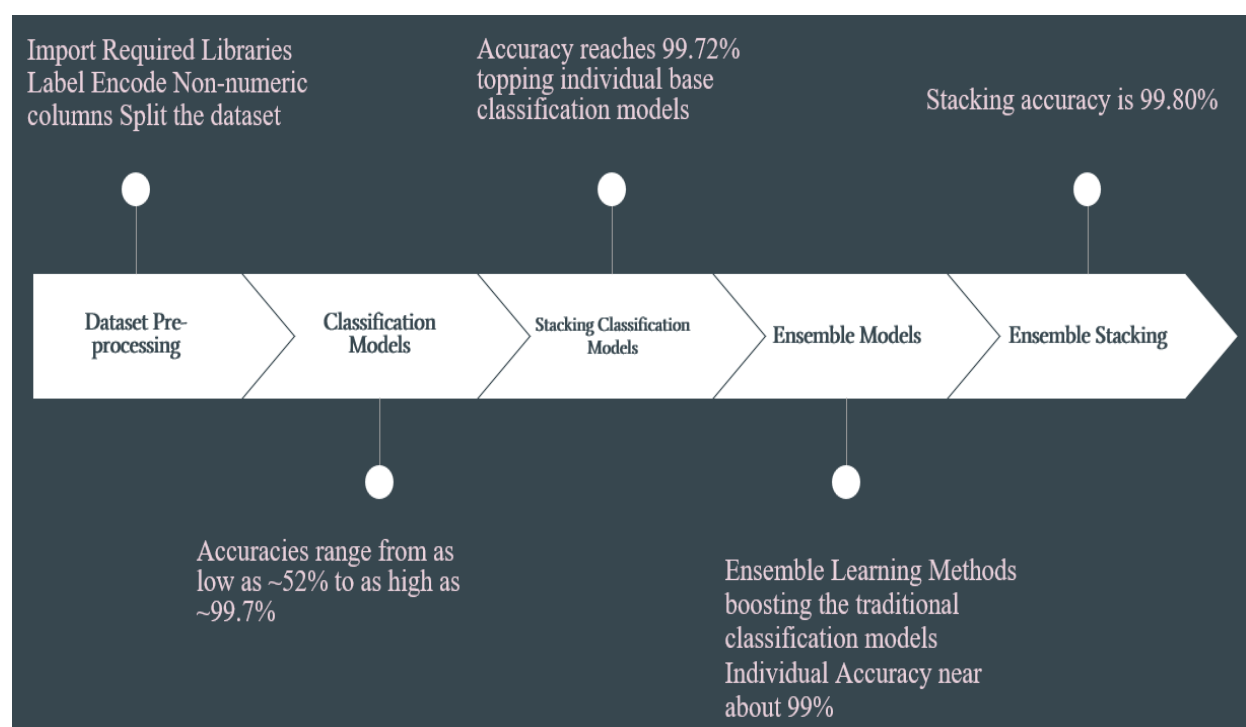 Import Required Libraries
Label Encode Non-numeric
columns Split the dataset
Accuracy reaches 99.72%
topping individual base
classification models
Stacking accuracy is 99.80%
Dataset Pre-
processing
Classification
Models
Stacking Classification
Models
Ensemble Models
Ensemble Stacking
Accuracies range from as
low as ~52% to as high as
~99.7%
Ensemble Learning Methods
boosting the traditional
classification models
Individual Accuracy near
about 99%